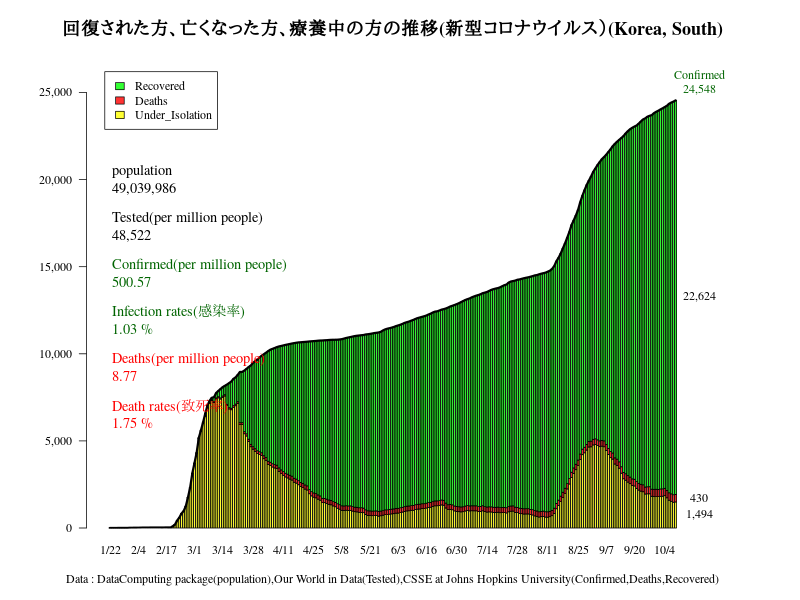 回復された方、亡くなった方、療養中の方の推移(新型コロナウイルス)(Korea, South)
Confirmed
24,548
Recovered
Deaths
Under_Isolation
population
49,039,986
Tested(per million people)
48,522
Confirmed(per million people)
500.57
Infection rates(感染率)
1.03 %
Deaths(per million people)
8.77
Death rates(致死率)
1.75 %
25,000
20,000
15,000
10,000
5,000
0
22,624
430
1,494
1/22 2/4 2/17 3/1 3/14 3/28 4/11 4/25 5/8 5/21 6/3 6/16 6/30 7/14 7/28 8/11 8/25 9/7 9/20 10/4
Data : DataComputing package(population),Our World in Data(Tested),CSSE at Johns Hopkins University(Confirmed,Deaths,Recovered)